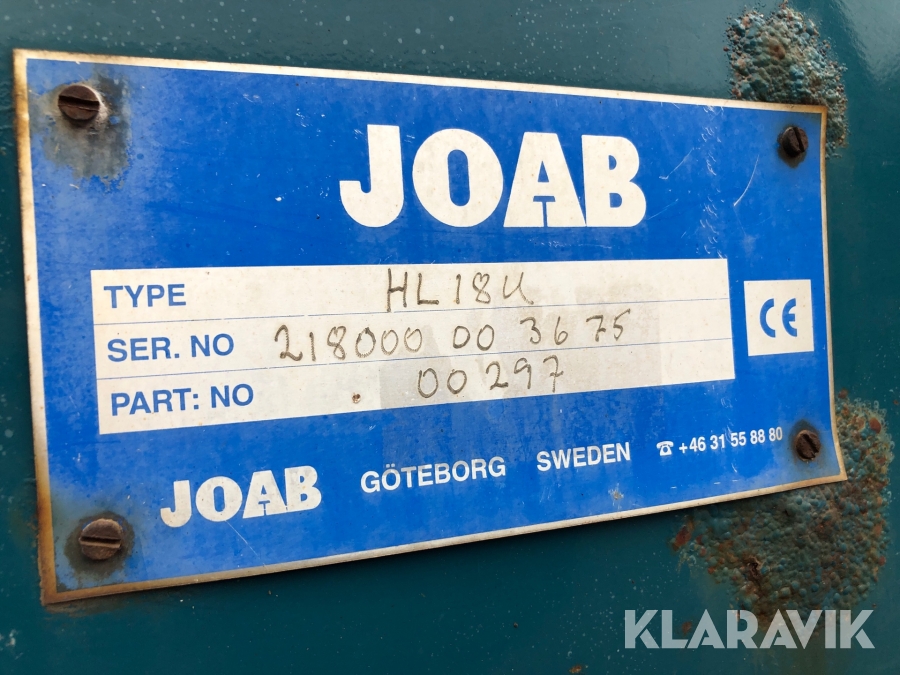 JOAB
TYPE HL18U
SER. NO 218000 00 3675
PART: NO . 00297
CE
JOAB GÖTEBORG SWEDEN ☎ +46 31 55 88 80
KLARAVIK